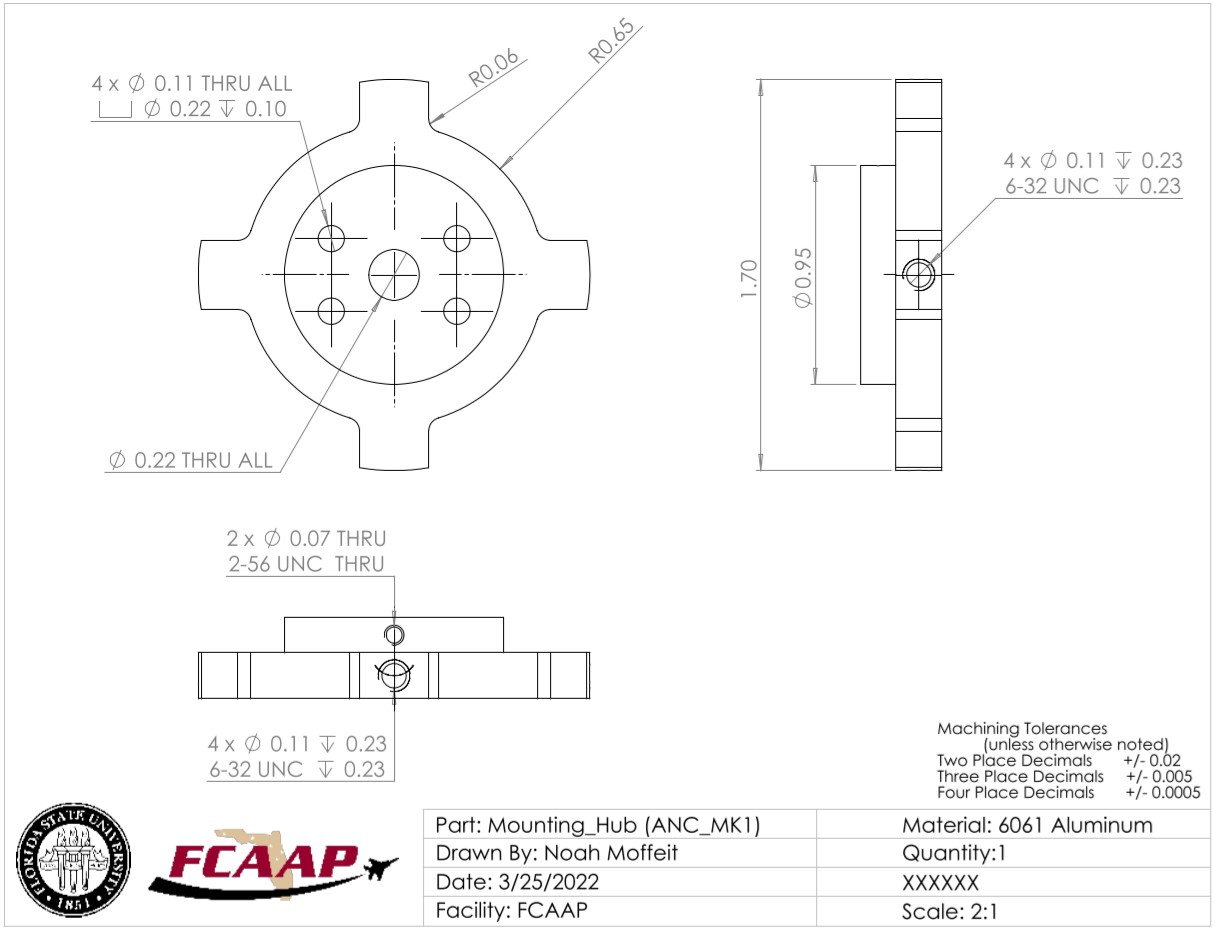 R0.06
R0.65
4 x ∅ 0.11 THRU ALL
⌴ ∅ 0.22 ↧ 0.10
∅ 0.22 THRU ALL
1.70
∅0.95
4 x ∅ 0.11 ↧ 0.23
6-32 UNC ↧ 0.23
2 x ∅ 0.07 THRU
2-56 UNC THRU
4 x ∅ 0.11 ↧ 0.23
6-32 UNC ↧ 0.23
Machining Tolerances
(unless otherwise noted)
Two Place Decimals +/- 0.02
Three Place Decimals +/- 0.005
Four Place Decimals +/- 0.0005
FLORIDA STATE UNIVERSITY
1851
FCAAP
Part: Mounting_Hub (ANC_MK1)
Material: 6061 Aluminum
Drawn By: Noah Moffeit
Quantity:1
Date: 3/25/2022
XXXXXX
Facility: FCAAP
Scale: 2:1